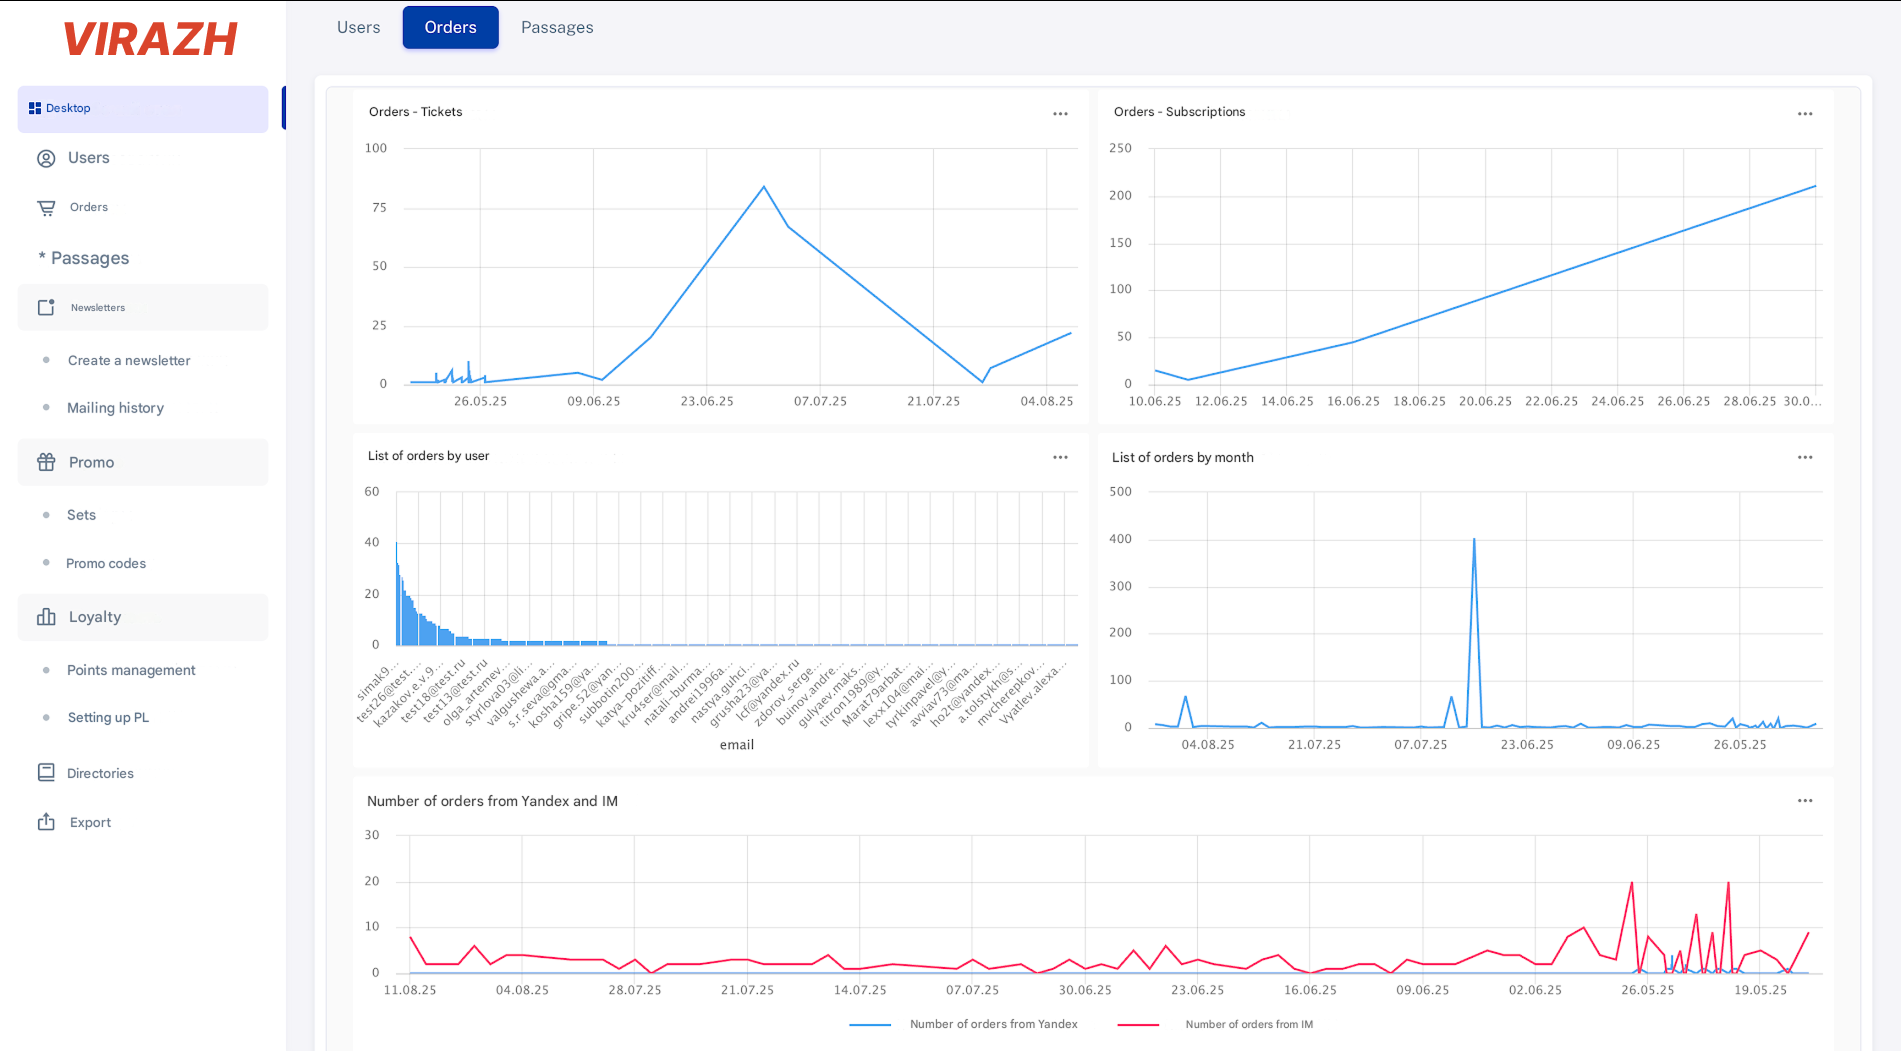 VIRAZH
Desktop
Users
Orders
* Passages
Newsletters
Create a newsletter
Mailing history
Promo
Sets
Promo codes
Loyalty
Points management
Setting up PL
Directories
Export
Users
Orders
Passages
Orders - Tickets
100
75
50
25
0
26.05.25 09.06.25 23.06.25 07.07.25 21.07.25 04.08.25
Orders - Subscriptions
250
200
150
100
50
0
10.06.25 12.06.25 14.06.25 16.06.25 18.06.25 20.06.25 22.06.25 24.06.25 26.06.25 28.06.25 30.0...
List of orders by user
60
40
20
0
simak9...
test26@test...
kazakov.e.v.9...
test18@test.ru
test13@test.ru
olga_artemev...
styrlova03@li...
valgushewa.a...
s.r.seva@gma...
kosha159@ya...
gripe.52@yan...
subbotin200...
katya-pozitiff...
kru4ser@mail...
natali-burma...
andrei1996a...
nastya.guhci...
grusha23@ya...
lcf@yandex.ru
zdorov_serge...
buinov.andre...
gulyaev.maks...
titron1989@y...
Marat79arbat...
lexx104@mai...
tyrkinpavel@y...
avviav73@ma...
ho2t@yandex...
a.tolstykh@s...
mvcherepkov...
Vyatlev.alexa...
email
List of orders by month
500
400
300
200
100
0
04.08.25 21.07.25 07.07.25 23.06.25 09.06.25 26.05.25
Number of orders from Yandex and IM
30
20
10
0
11.08.25 04.08.25 28.07.25 21.07.25 14.07.25 07.07.25 30.06.25 23.06.25 16.06.25 09.06.25 02.06.25 26.05.25 19.05.25
Number of orders from Yandex
Number of orders from IM